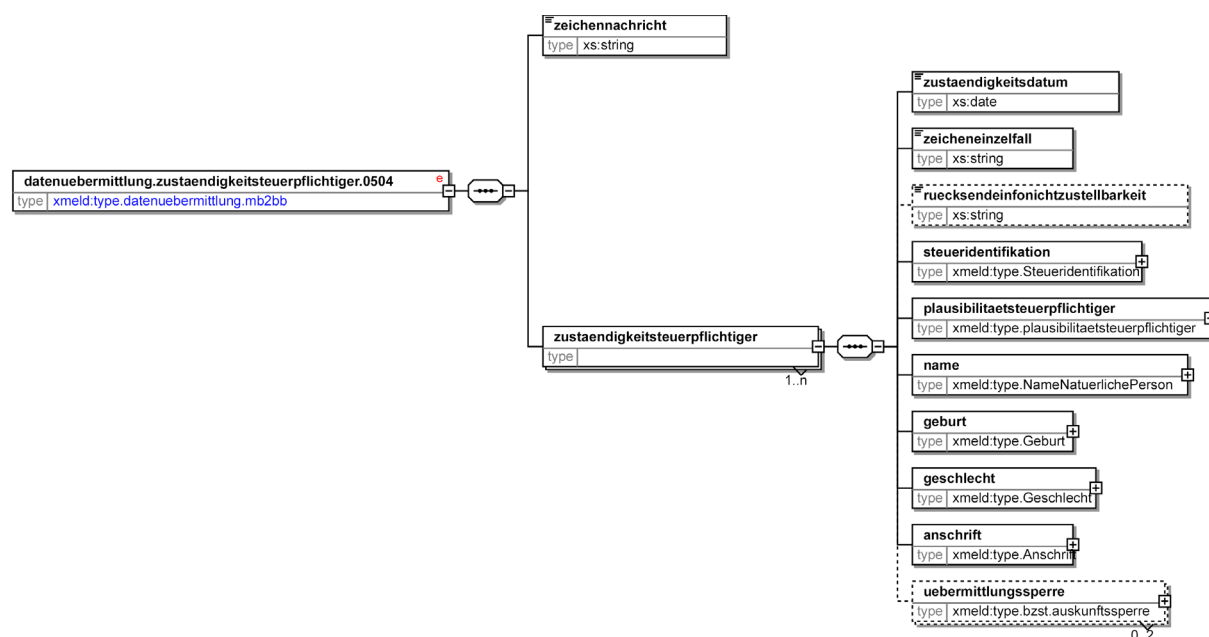 zeichennachricht
type xs:string
zustaendigkeitsdatum
type xs:date
zeicheneinzelfall
type xs:string
datenuebermittlung.zustaendigkeitsteuerpflichtiger.0504 e
type xmeld:type.datenuebermittlung.mb2bb
ruecksendeinfonichtzustellbarkeit
type xs:string
steueridentifikation
type xmeld:type.Steueridentifikation
plausibilitaetsteuerpflichtiger
type xmeld:type.plausibilitaetsteuerpflichtiger
zustaendigkeitsteuerpflichtiger
type
1..n
name
type xmeld:type.NameNatuerlichePerson
geburt
type xmeld:type.Geburt
geschlecht
type xmeld:type.Geschlecht
anschrift
type xmeld:type.Anschrift
uebermittlungssperre
type xmeld:type.bzst.auskunftssperre
0..2